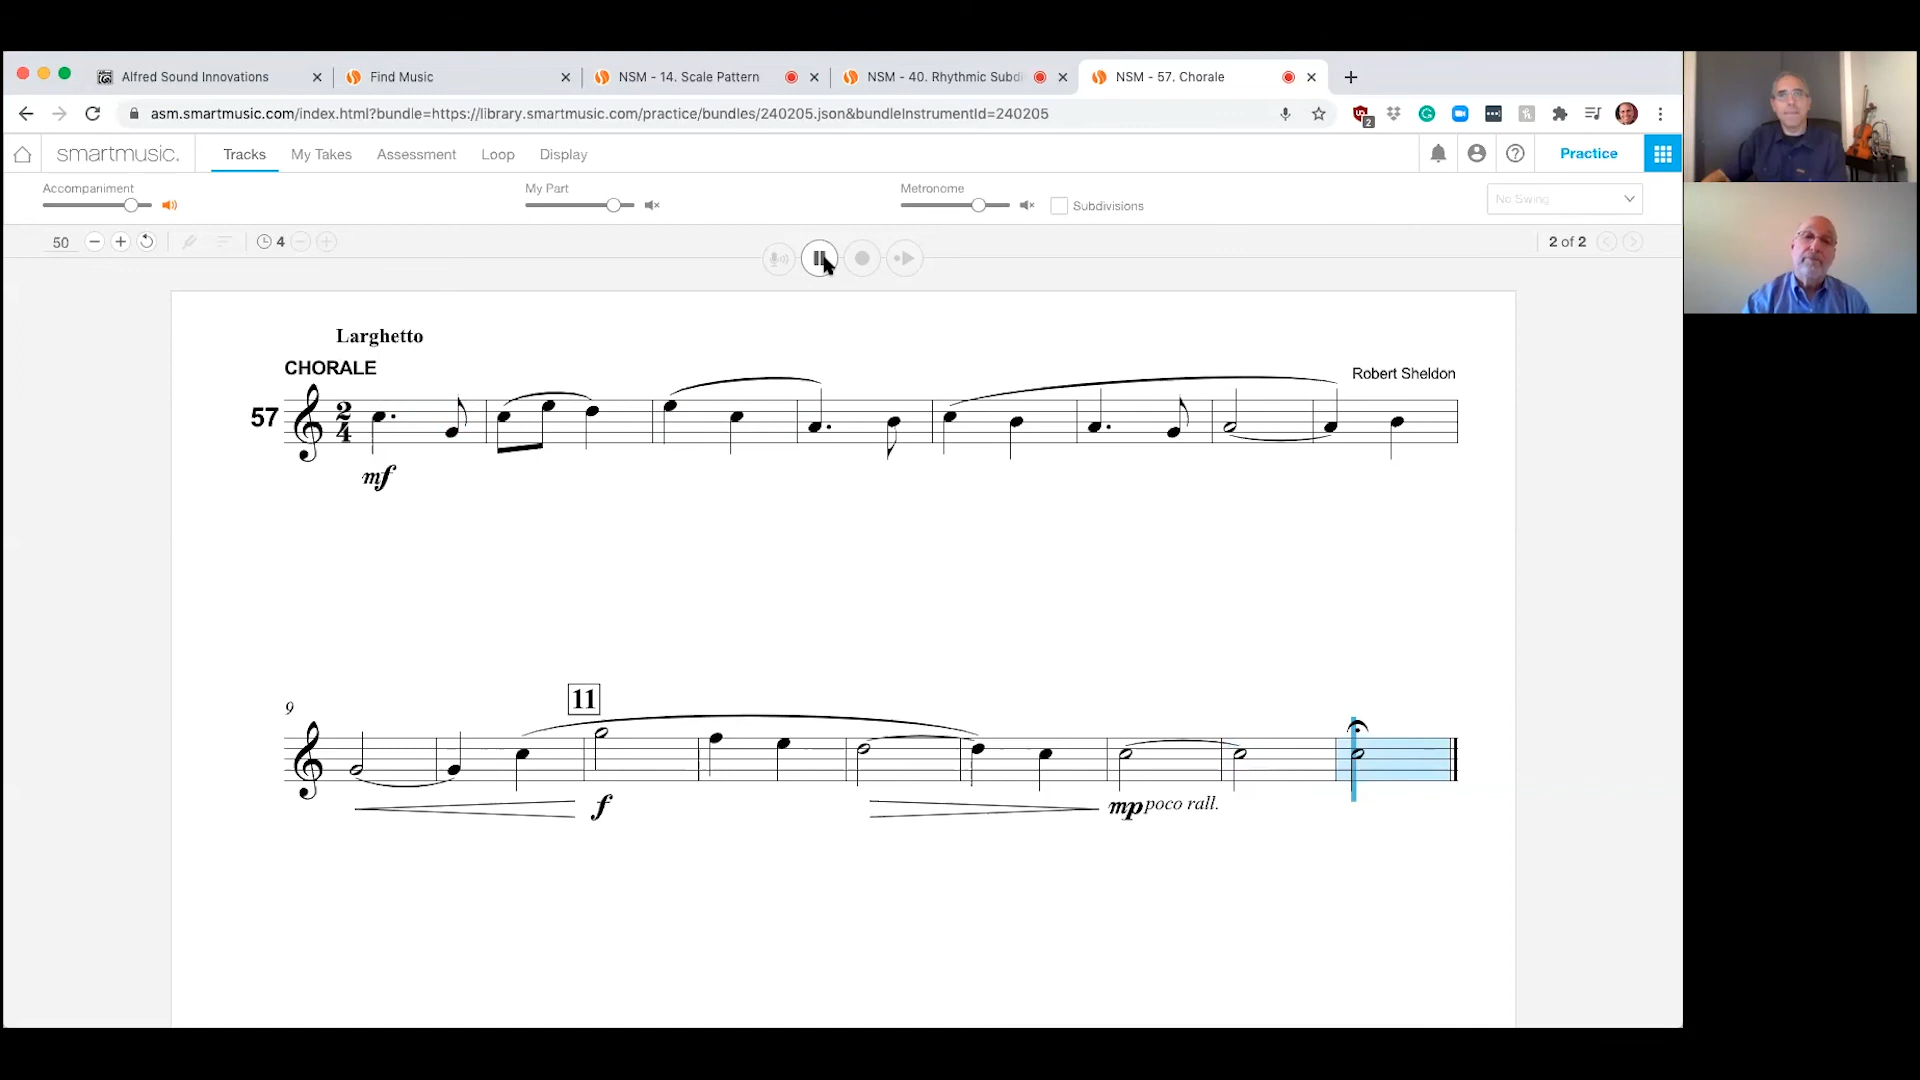 Alfred Sound Innovations
Find Music
NSM - 14. Scale Pattern
NSM - 40. Rhythmic Subdi
NSM - 57. Chorale
asm.smartmusic.com/index.html?bundle=https://library.smartmusic.com/practice/bundles/240205.json&bundleInstrumentId=240205
2
smartmusic.
Tracks
My Takes
Assessment
Loop
Display
Practice
Accompaniment
My Part
Metronome
Subdivisions
No Swing
50
4
2 of 2
Larghetto
CHORALE
Robert Sheldon
57
2
4
mf
9
11
f
mp poco rall.